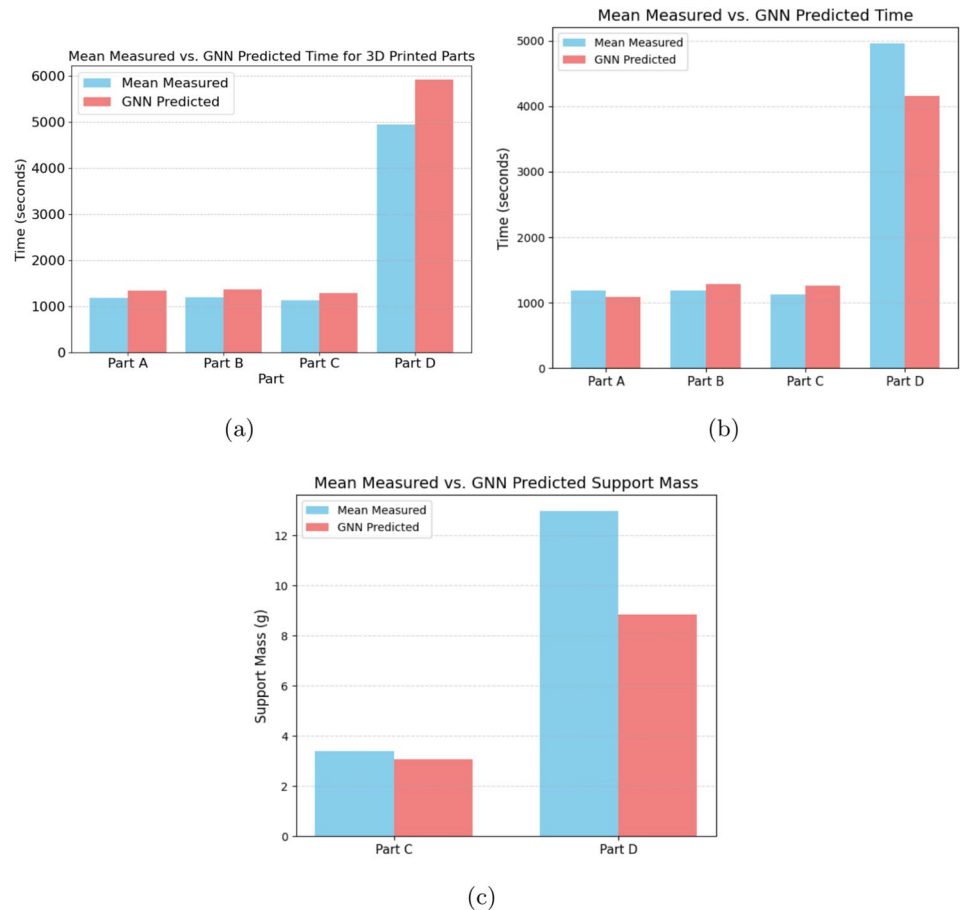 Mean Measured vs. GNN Predicted Time for 3D Printed Parts
Mean Measured
GNN Predicted
6000
5000
4000
3000
2000
1000
0
Time (seconds)
Part A
Part B
Part C
Part D
Part
(a)
Mean Measured vs. GNN Predicted Time
Mean Measured
GNN Predicted
5000
4000
3000
2000
1000
0
Time (seconds)
Part A
Part B
Part C
Part D
(b)
Mean Measured vs. GNN Predicted Support Mass
Mean Measured
GNN Predicted
12
10
8
6
4
2
0
Support Mass (g)
Part C
Part D
(c)